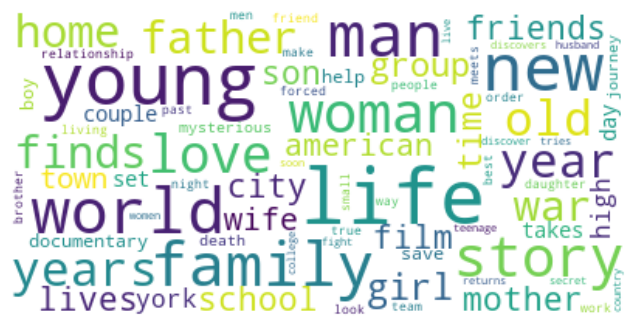 home
father
man
men
friend
make
live
friends
discovers
husband
relationship
young
boy
couple
past
son
help
group
people
meets
new
order
old
day
journey
forced
woman
mysterious
living
finds
love
american
time
discover
tries
best
year
town
set
night
city
brother
world
women
wife
life
small
way
daughter
war
high
takes
documentary
death
college
true
fight
film
save
teenage
story
soon
years
family
girl
returns
secret
country
lives
york
school
look
team
mother
work